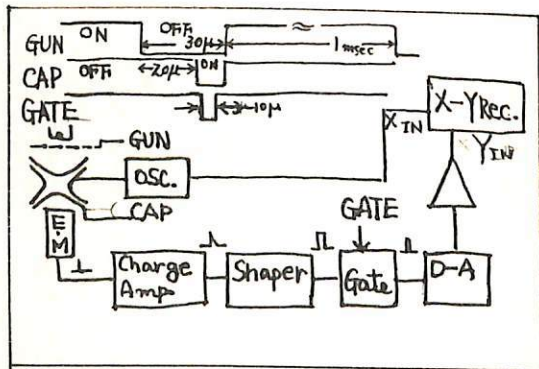 GUN ON OFF 30μ ≈ 1 msec
CAP OFF 20μ ON
GATE 10μ
GUN
X-Y Rec.
X IN
Y IN
OSC.
CAP
E·M
GATE
Charge Amp
Shaper
Gate
D-A